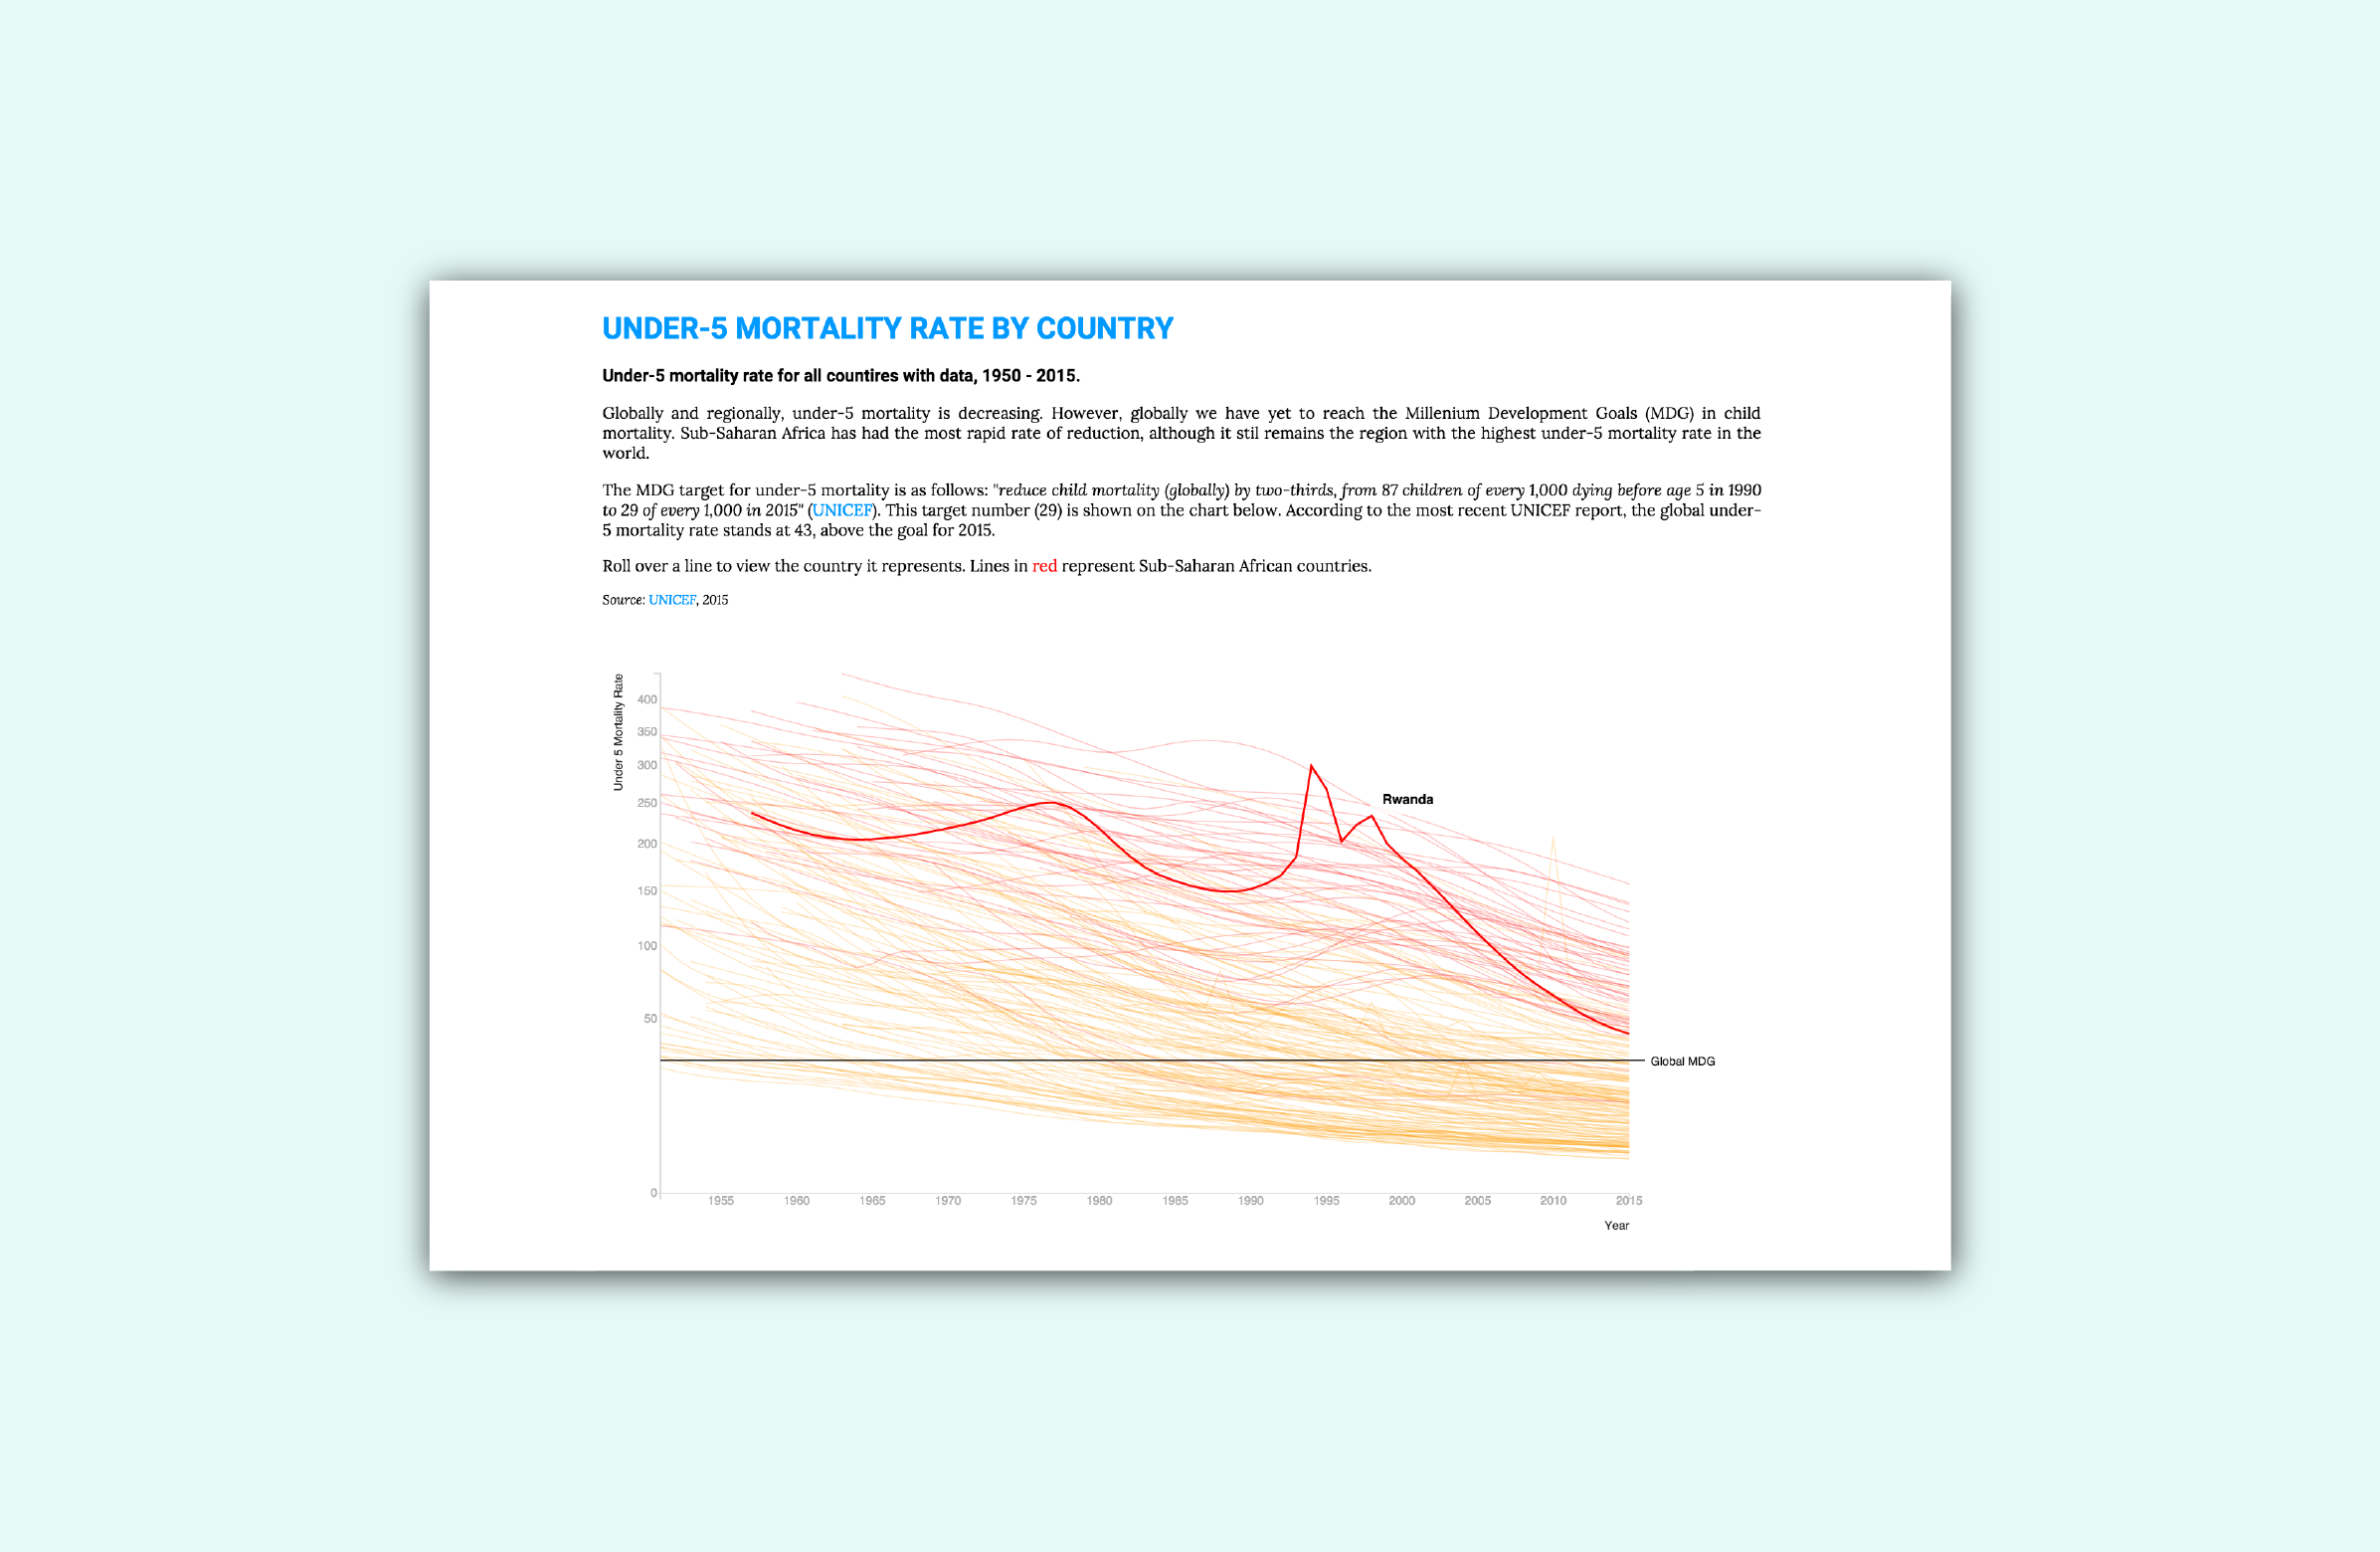 UNDER-5 MORTALITY RATE BY COUNTRY
Under-5 mortality rate for all countires with data, 1950 - 2015.
Globally and regionally, under-5 mortality is decreasing. However, globally we have yet to reach the Millenium Development Goals (MDG) in child
mortality. Sub-Saharan Africa has had the most rapid rate of reduction, although it stil remains the region with the highest under-5 mortality rate in the
world.
The MDG target for under-5 mortality is as follows: "reduce child mortality (globally) by two-thirds, from 87 children of every 1,000 dying before age 5 in 1990
to 29 of every 1,000 in 2015" (UNICEF). This target number (29) is shown on the chart below. According to the most recent UNICEF report, the global under-
5 mortality rate stands at 43, above the goal for 2015.
Roll over a line to view the country it represents. Lines in red represent Sub-Saharan African countries.
Source: UNICEF, 2015
Under 5 Mortality Rate
400
350
300
250
200
150
100
50
0
Rwanda
Global MDG
1955 1960 1965 1970 1975 1980 1985 1990 1995 2000 2005 2010 2015
Year